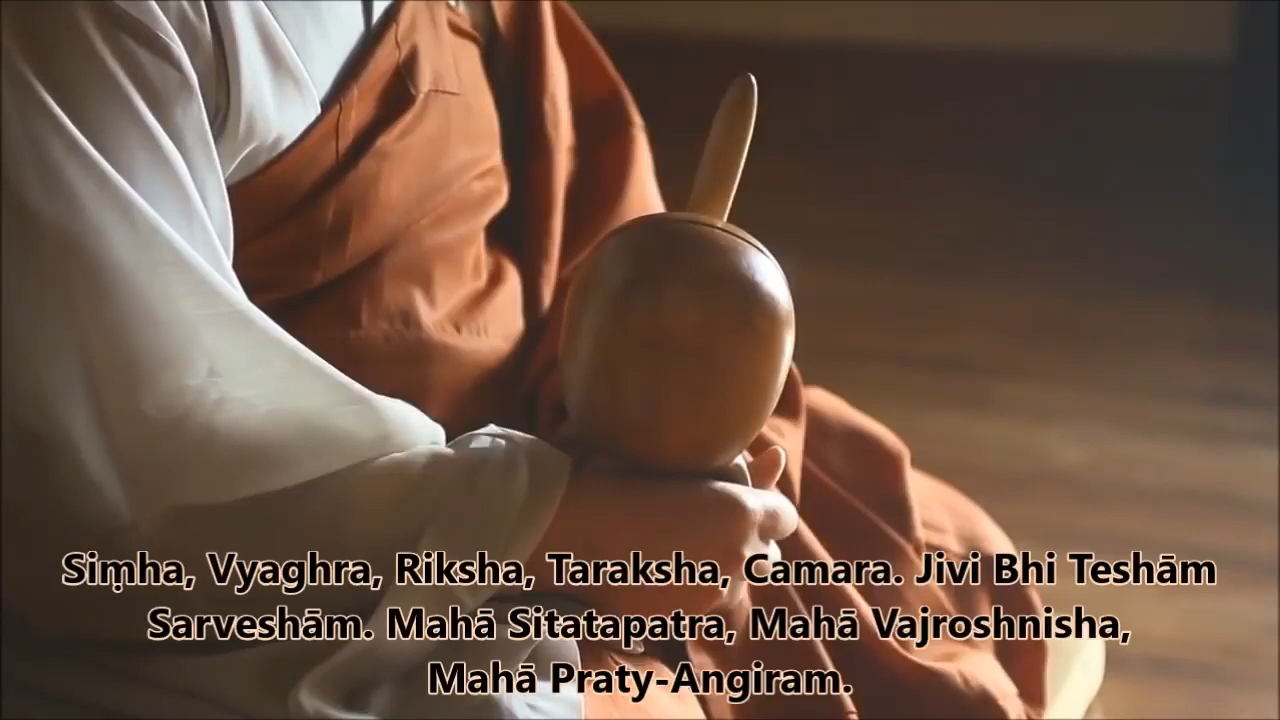 Siṃha, Vyaghra, Riksha, Taraksha, Camara. Jivi Bhi Teshām
Sarveshām. Mahā Sitatapatra, Mahā Vajroshnisha,
Mahā Praty-Angiram.